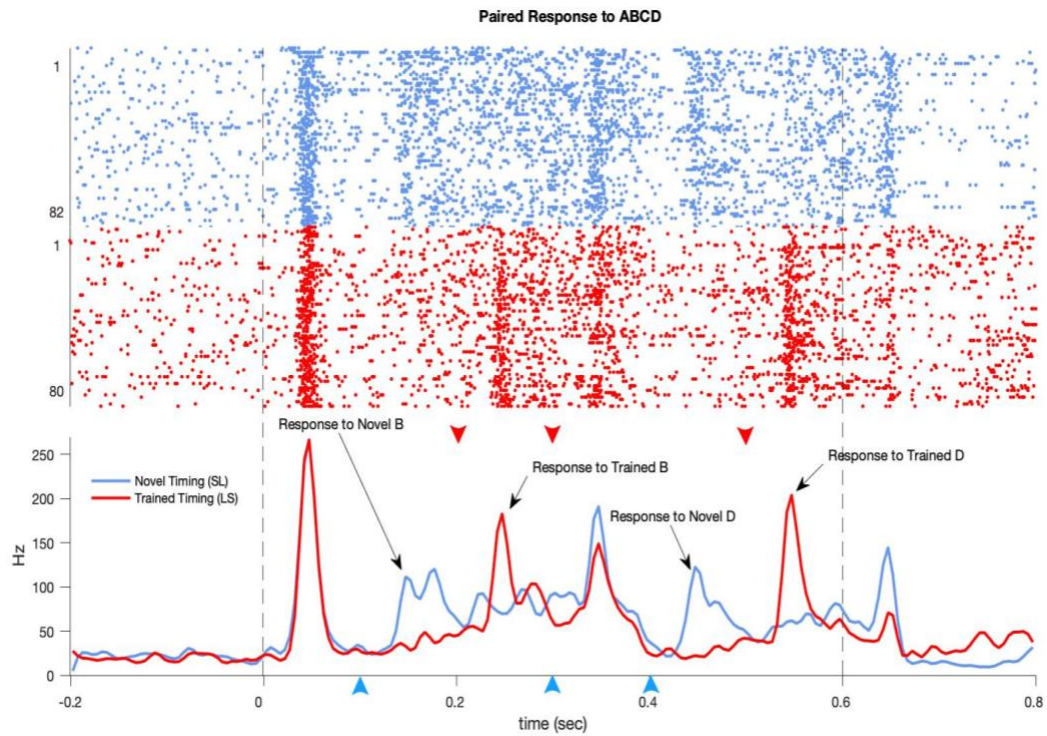 Paired Response to ABCD
1
82
1
80
Response to Novel B
Response to Trained B
Response to Trained D
Response to Novel D
Novel Timing (SL)
Trained Timing (LS)
Hz
250
200
150
100
50
0
-0.2
0
0.2
0.4
0.6
0.8
time (sec)